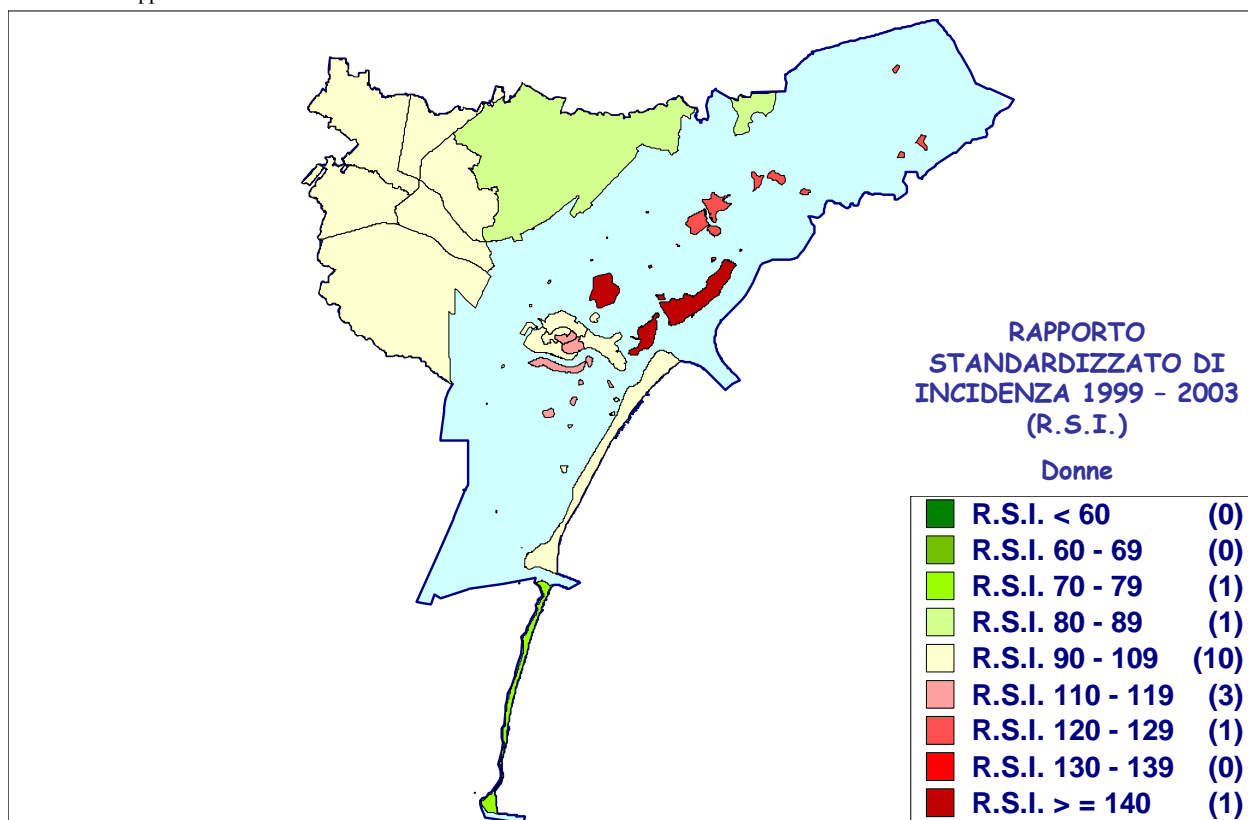 RAPPORTO
STANDARDIZZATO DI
INCIDENZA 1999 – 2003
(R.S.I.)
Donne
R.S.I. < 60 (0)
R.S.I. 60 - 69 (0)
R.S.I. 70 - 79 (1)
R.S.I. 80 - 89 (1)
R.S.I. 90 - 109 (10)
R.S.I. 110 - 119 (3)
R.S.I. 120 - 129 (1)
R.S.I. 130 - 139 (0)
R.S.I. > = 140 (1)